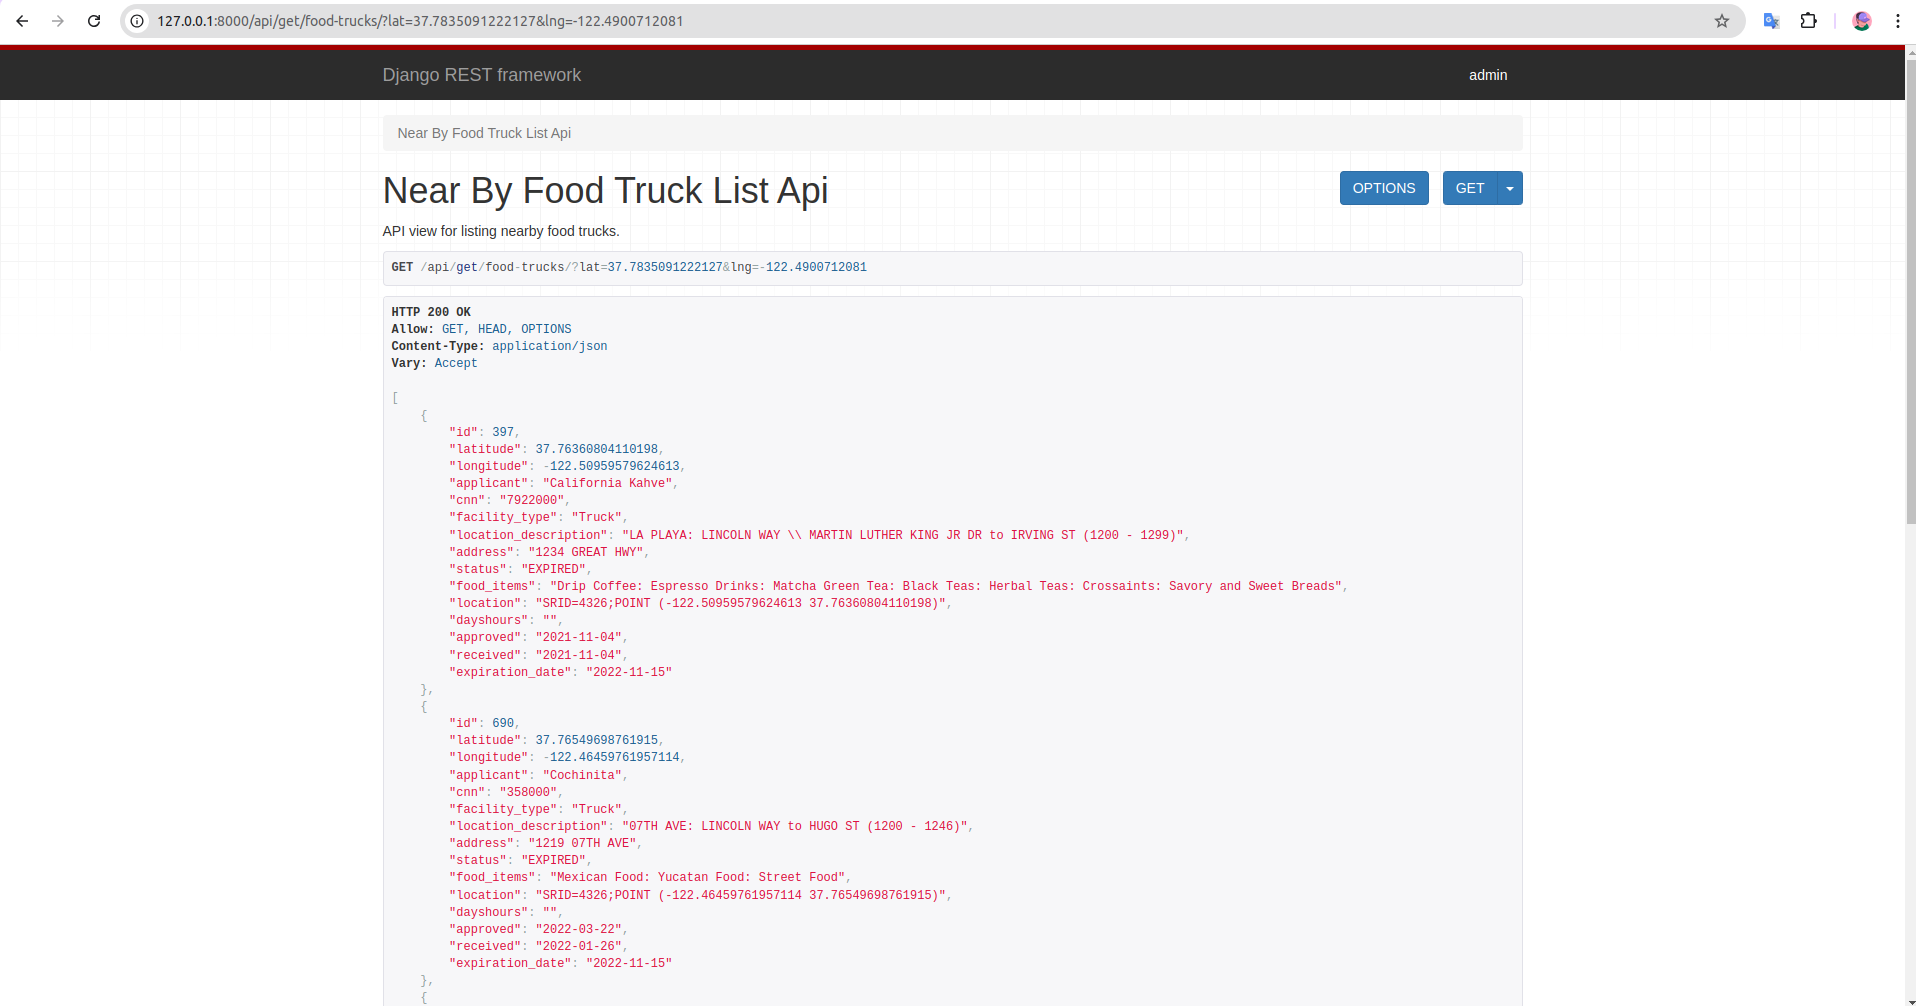 127.0.0.1:8000/api/get/food-trucks/?lat=37.7835091222127&lng=-122.4900712081
Django REST framework admin
Near By Food Truck List Api
Near By Food Truck List Api OPTIONS GET
API view for listing nearby food trucks.
GET /api/get/food-trucks/?lat=37.7835091222127&lng=-122.4900712081
HTTP 200 OK
Allow: GET, HEAD, OPTIONS
Content-Type: application/json
Vary: Accept
[
{
"id": 397,
"latitude": 37.76360804110198,
"longitude": -122.50959579624613,
"applicant": "California Kahve",
"cnn": "7922000",
"facility_type": "Truck",
"location_description": "LA PLAYA: LINCOLN WAY \\ MARTIN LUTHER KING JR DR to IRVING ST (1200 - 1299)",
"address": "1234 GREAT HWY",
"status": "EXPIRED",
"food_items": "Drip Coffee: Espresso Drinks: Matcha Green Tea: Black Teas: Herbal Teas: Crossaints: Savory and Sweet Breads",
"location": "SRID=4326;POINT (-122.50959579624613 37.76360804110198)",
"dayshours": "",
"approved": "2021-11-04",
"received": "2021-11-04",
"expiration_date": "2022-11-15"
},
{
"id": 690,
"latitude": 37.76549698761915,
"longitude": -122.46459761957114,
"applicant": "Cochinita",
"cnn": "358000",
"facility_type": "Truck",
"location_description": "07TH AVE: LINCOLN WAY to HUGO ST (1200 - 1246)",
"address": "1219 07TH AVE",
"status": "EXPIRED",
"food_items": "Mexican Food: Yucatan Food: Street Food",
"location": "SRID=4326;POINT (-122.46459761957114 37.76549698761915)",
"dayshours": "",
"approved": "2022-03-22",
"received": "2022-01-26",
"expiration_date": "2022-11-15"
},
{